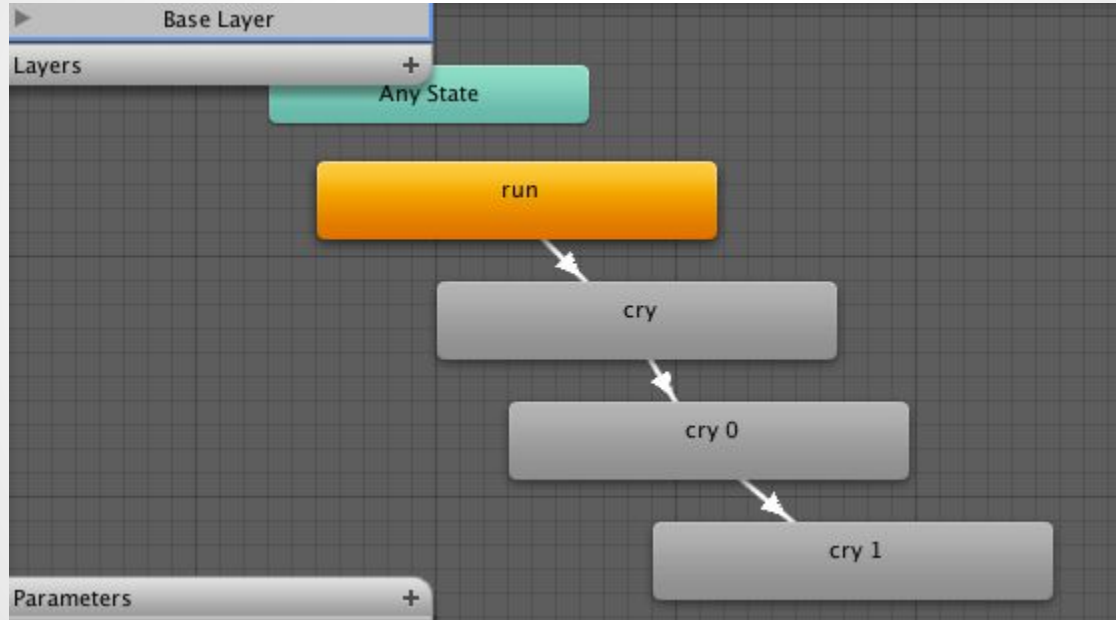 Base Layer
Layers +
Any State
run
cry
cry 0
cry 1
Parameters +